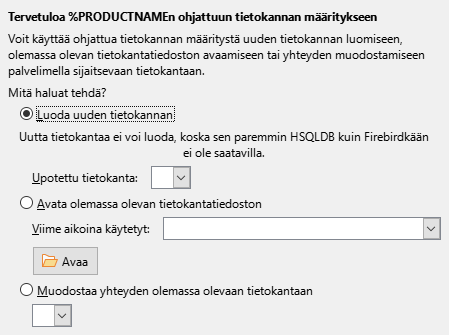 Tervetuloa %PRODUCTNAMEn ohjattuun tietokannan määritykseen
Voit käyttää ohjattua tietokannan määritystä uuden tietokannan luomiseen,
olemassa olevan tietokantatiedoston avaamiseen tai yhteyden muodostamiseen
palvelimella sijaitsevaan tietokantaan.
Mitä haluat tehdä?
Luoda uuden tietokannan
Uutta tietokantaa ei voi luoda, koska sen paremmin HSQLDB kuin Firebirdkään
ei ole saatavilla.
Upotettu tietokanta:
Avata olemassa olevan tietokantatiedoston
Viime aikoina käytetyt:
Avaa
Muodostaa yhteyden olemassa olevaan tietokantaan